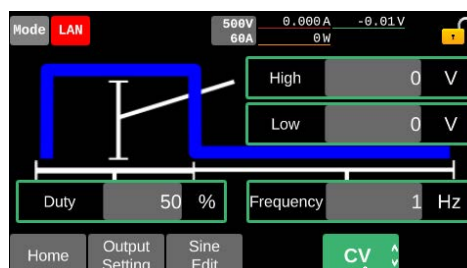 Mode LAN 500V 0.000A -0.01V
60A 0W
High 0 V
Low 0 V
Duty 50 % Frequency 1 Hz
Home Output Setting Sine Edit CV